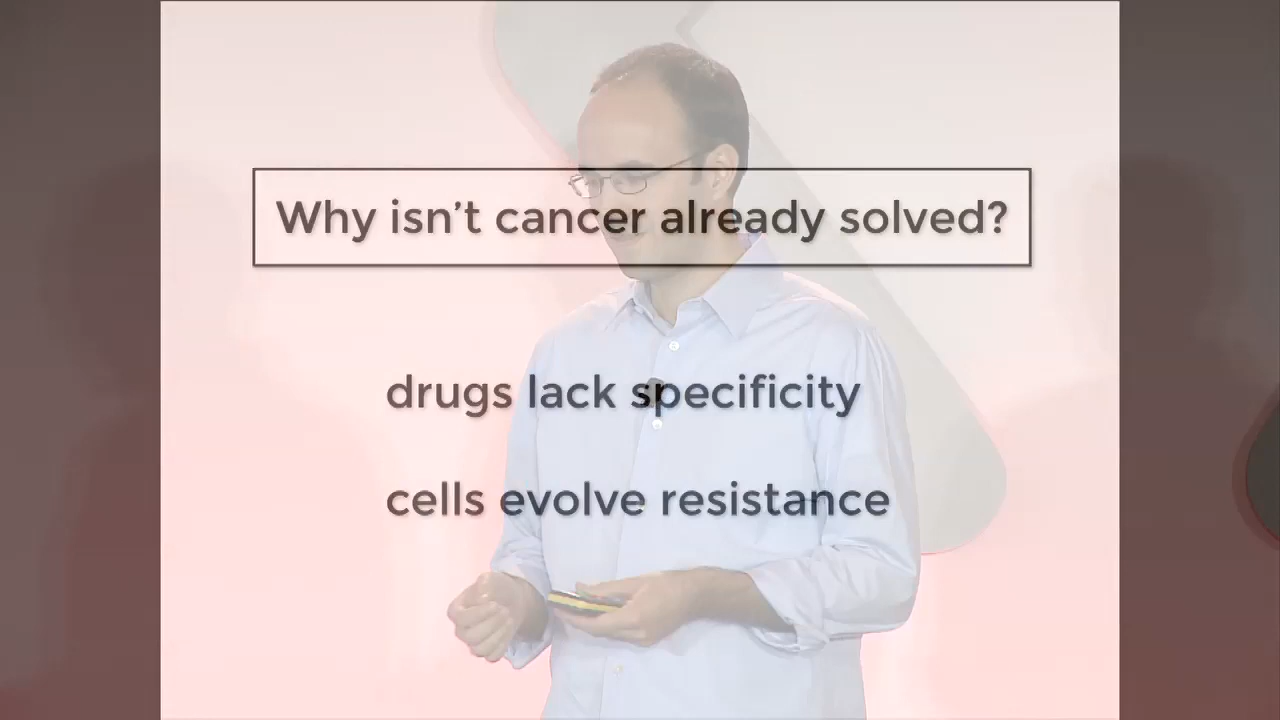 Why isn’t cancer already solved?
drugs lack specificity
cells evolve resistance